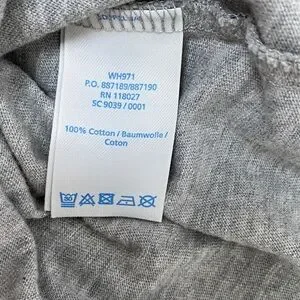 WH971
P.O. 887189/887190
RN 118027
SC 9039 / 0001
100% Cotton / Baumwolle /
Coton